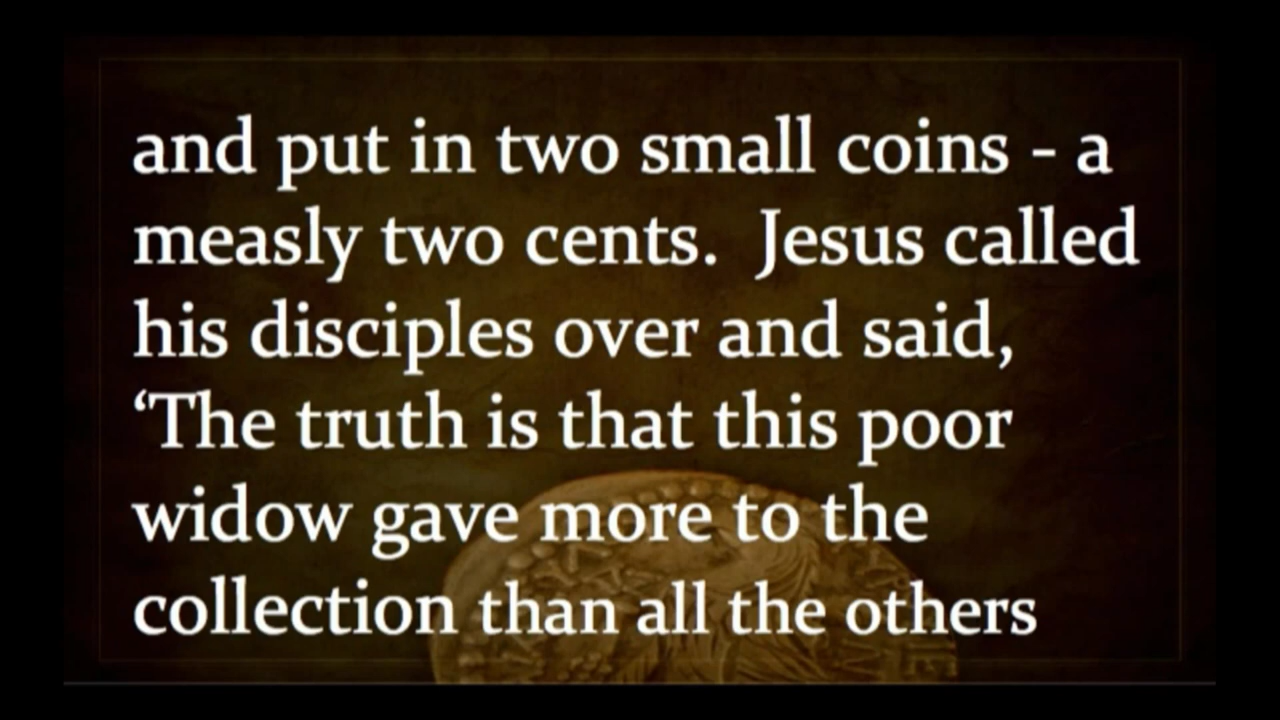 and put in two small coins - a
measly two cents.  Jesus called
his disciples over and said,
‘The truth is that this poor
widow gave more to the
collection than all the others